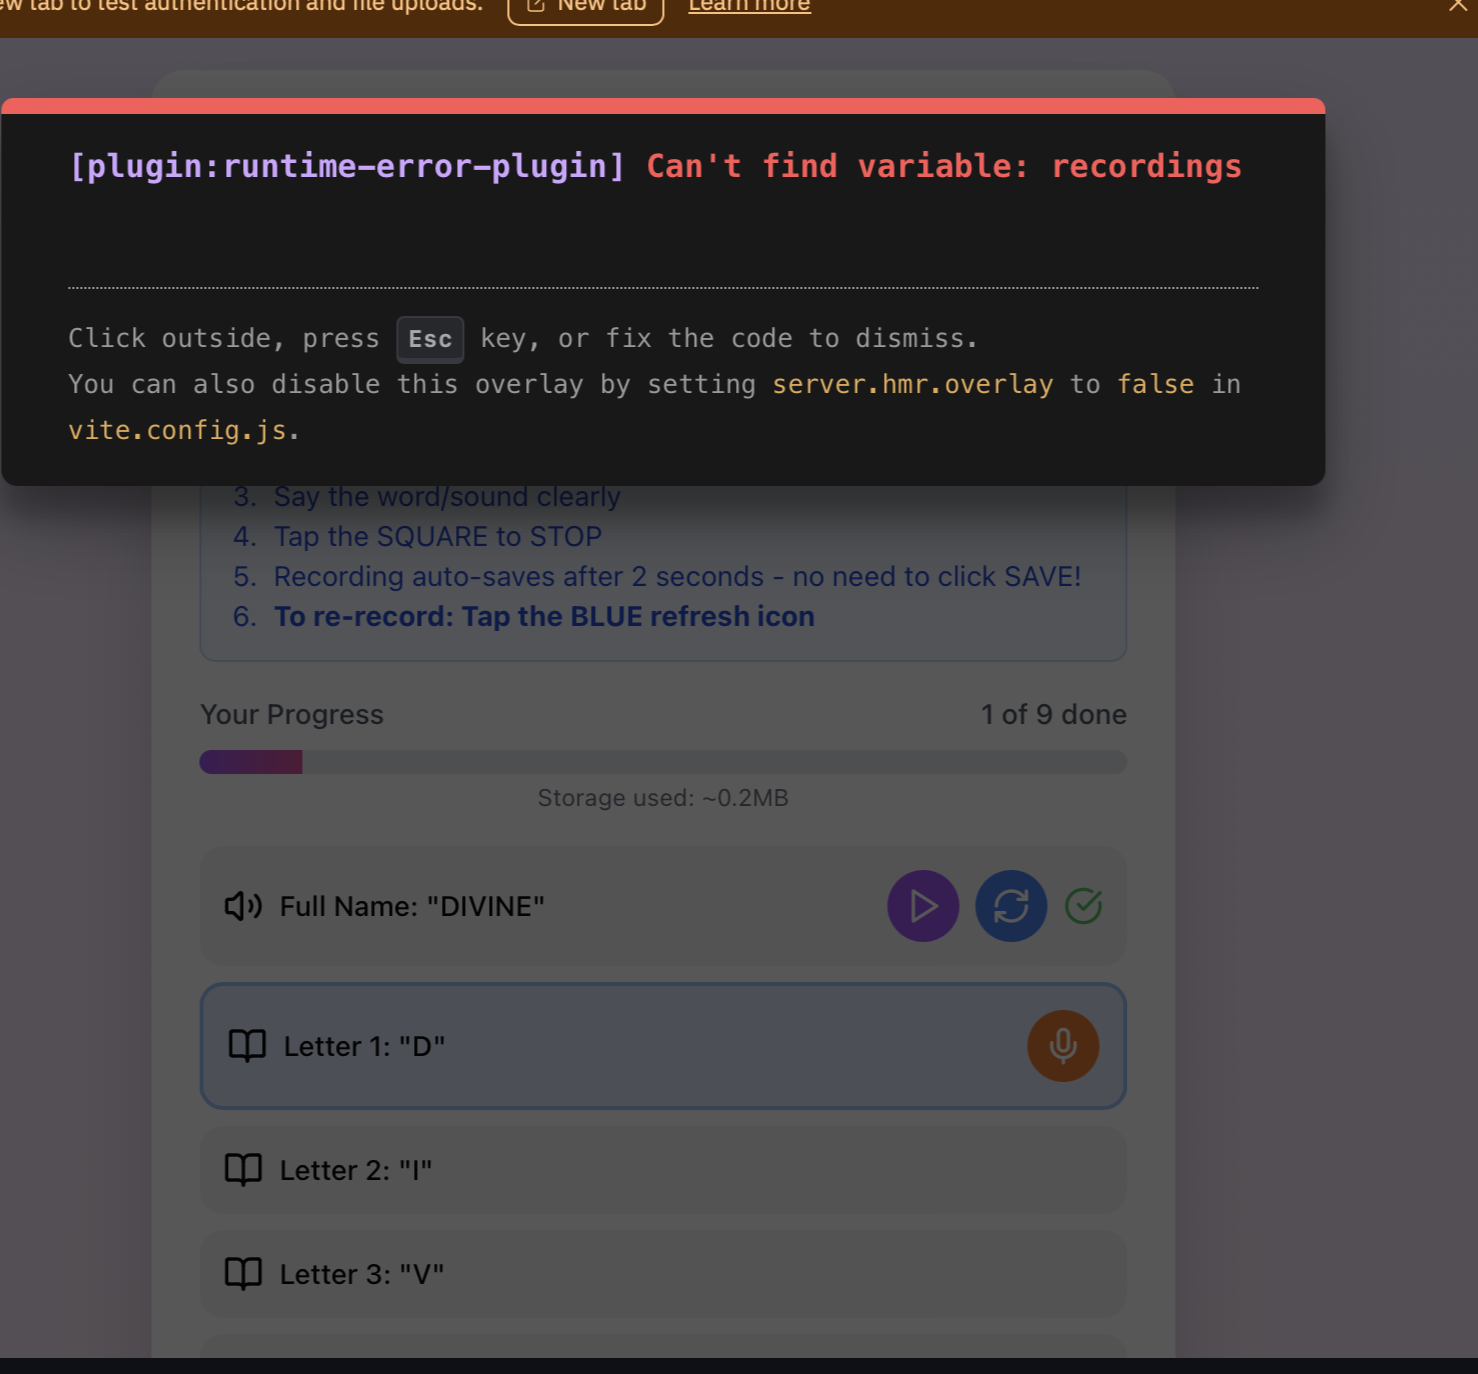 ew tab to test authentication and file uploads. New tab Learn more
[plugin:runtime-error-plugin] Can't find variable: recordings
Click outside, press Esc key, or fix the code to dismiss.
You can also disable this overlay by setting server.hmr.overlay to false in
vite.config.js.
3. Say the word/sound clearly
4. Tap the SQUARE to STOP
5. Recording auto-saves after 2 seconds - no need to click SAVE!
6. To re-record: Tap the BLUE refresh icon
Your Progress 1 of 9 done
Storage used: ~0.2MB
Full Name: "DIVINE"
Letter 1: "D"
Letter 2: "I"
Letter 3: "V"